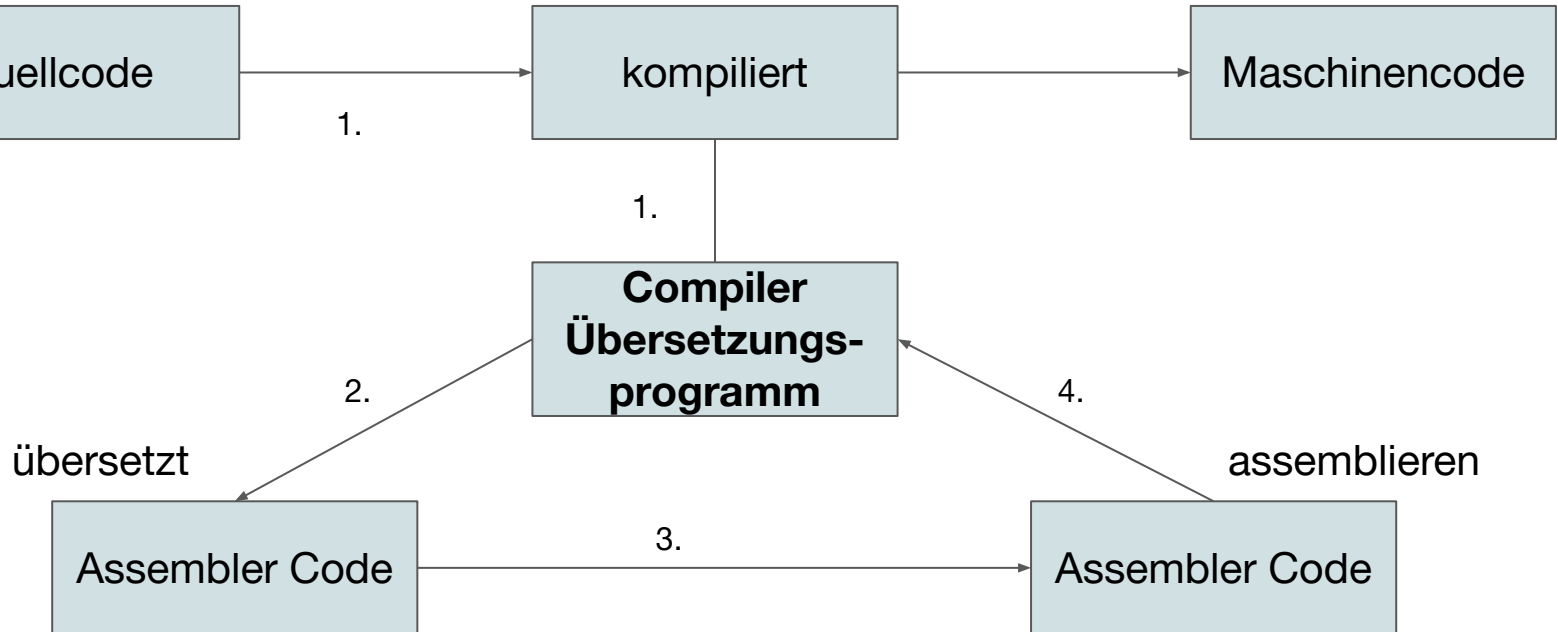 uellcode
kompiliert
Maschinencode
1.
1.
Compiler
Übersetzungs-
programm
2.
4.
übersetzt
assemblieren
3.
Assembler Code
Assembler Code